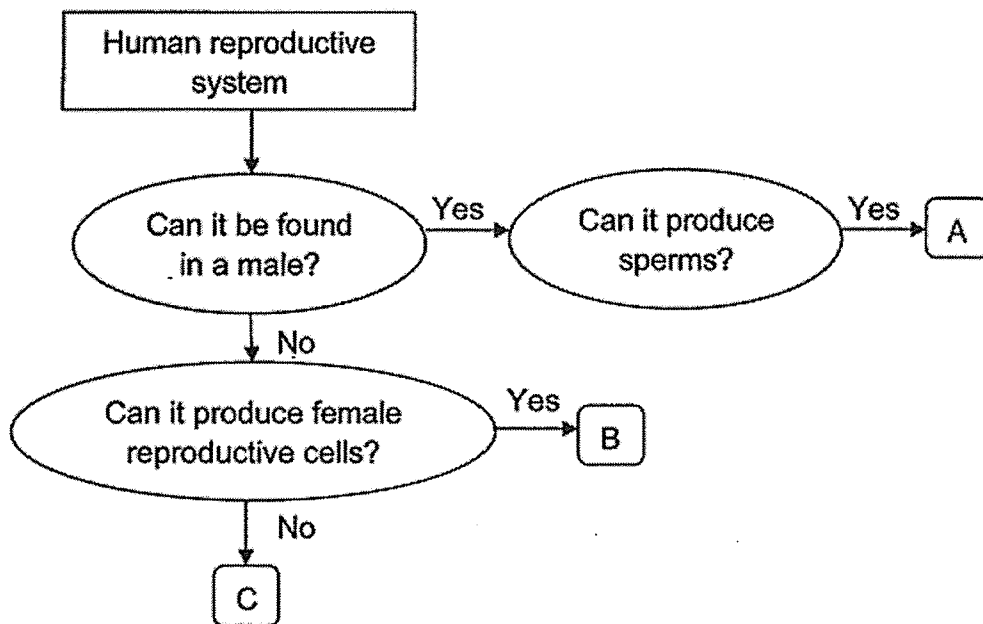 Human reproductive
system
Can it be found
in a male?
Yes
Can it produce
sperms?
Yes
A
No
Can it produce female
reproductive cells?
Yes
B
No
C